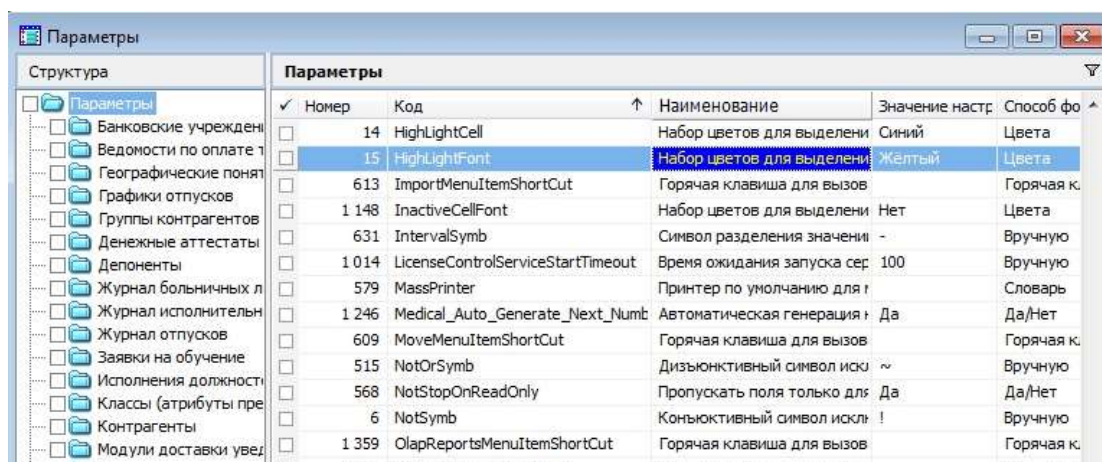 Параметры
Структура
Параметры
Параметры
Банковские учрежден
Ведомости по оплате т
Географические понят
Графики отпусков
Группы контрагентов
Денежные аттестаты
Депоненты
Журнал больничных л
Журнал исполнительн
Журнал отпусков
Заявки на обучение
Исполнения должност
Классы (атрибуты пре
Контрагенты
Модули доставки увед
✓ Номер Код ↑ Наименование Значение настр Способ фо
14 HighLightCell Набор цветов для выделени Синий Цвета
15 HighLightFont Набор цветов для выделени Жёлтый Цвета
613 ImportMenuItemShortCut Горячая клавиша для вызов Горячая к
1 148 InactiveCellFont Набор цветов для выделени Нет Цвета
631 IntervalSymb Символ разделения значени - Вручную
1 014 LicenseControlServiceStartTimeout Время ожидания запуска сер 100 Вручную
579 MassPrinter Принтер по умолчанию для Словарь
1 246 Medical_Auto_Generate_Next_Numb Автоматическая генерация Да Да/Нет
609 MoveMenuItemShortCut Горячая клавиша для вызов Горячая к
515 NotOrSymb Дизъюнктивный символ искл ~ Вручную
568 NotStopOnReadOnly Пропускать поля только для Да Да/Нет
6 NotSymb Конъюктивный символ исклю ! Вручную
1 359 OlapReportsMenuItemShortCut Горячая клавиша для вызов Горячая к